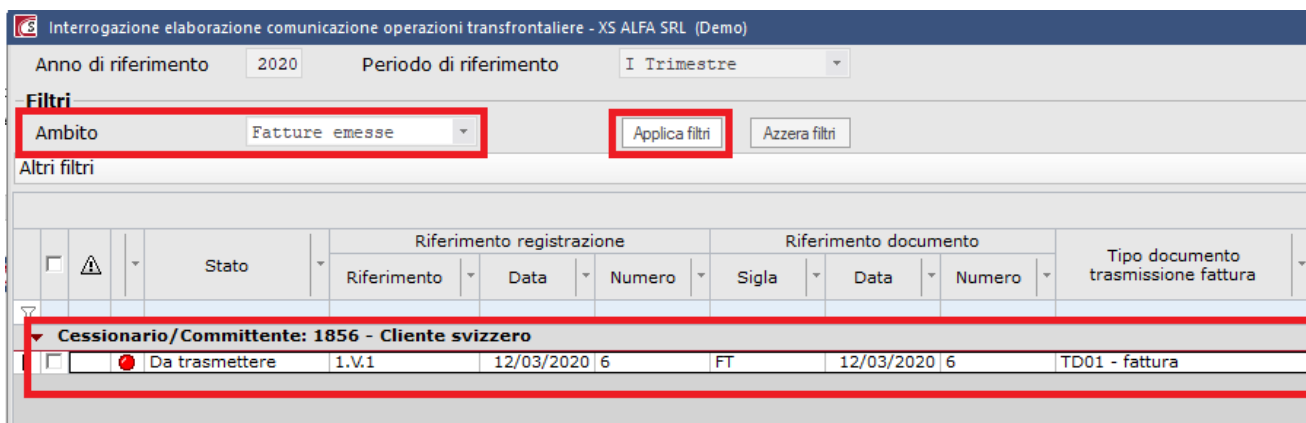 Interrogazione elaborazione comunicazione operazioni transfrontaliere - XS ALFA SRL (Demo)
Anno di riferimento 2020 Periodo di riferimento I Trimestre
Filtri
Ambito Fatture emesse Applica filtri Azzera filtri
Altri filtri
Riferimento registrazione Riferimento documento
Stato Riferimento Data Numero Sigla Data Numero Tipo documento
trasmissione fattura
Cessionario/Committente: 1856 - Cliente svizzero
Da trasmettere 1.V.1 12/03/2020 6 FT 12/03/2020 6 TD01 - fattura